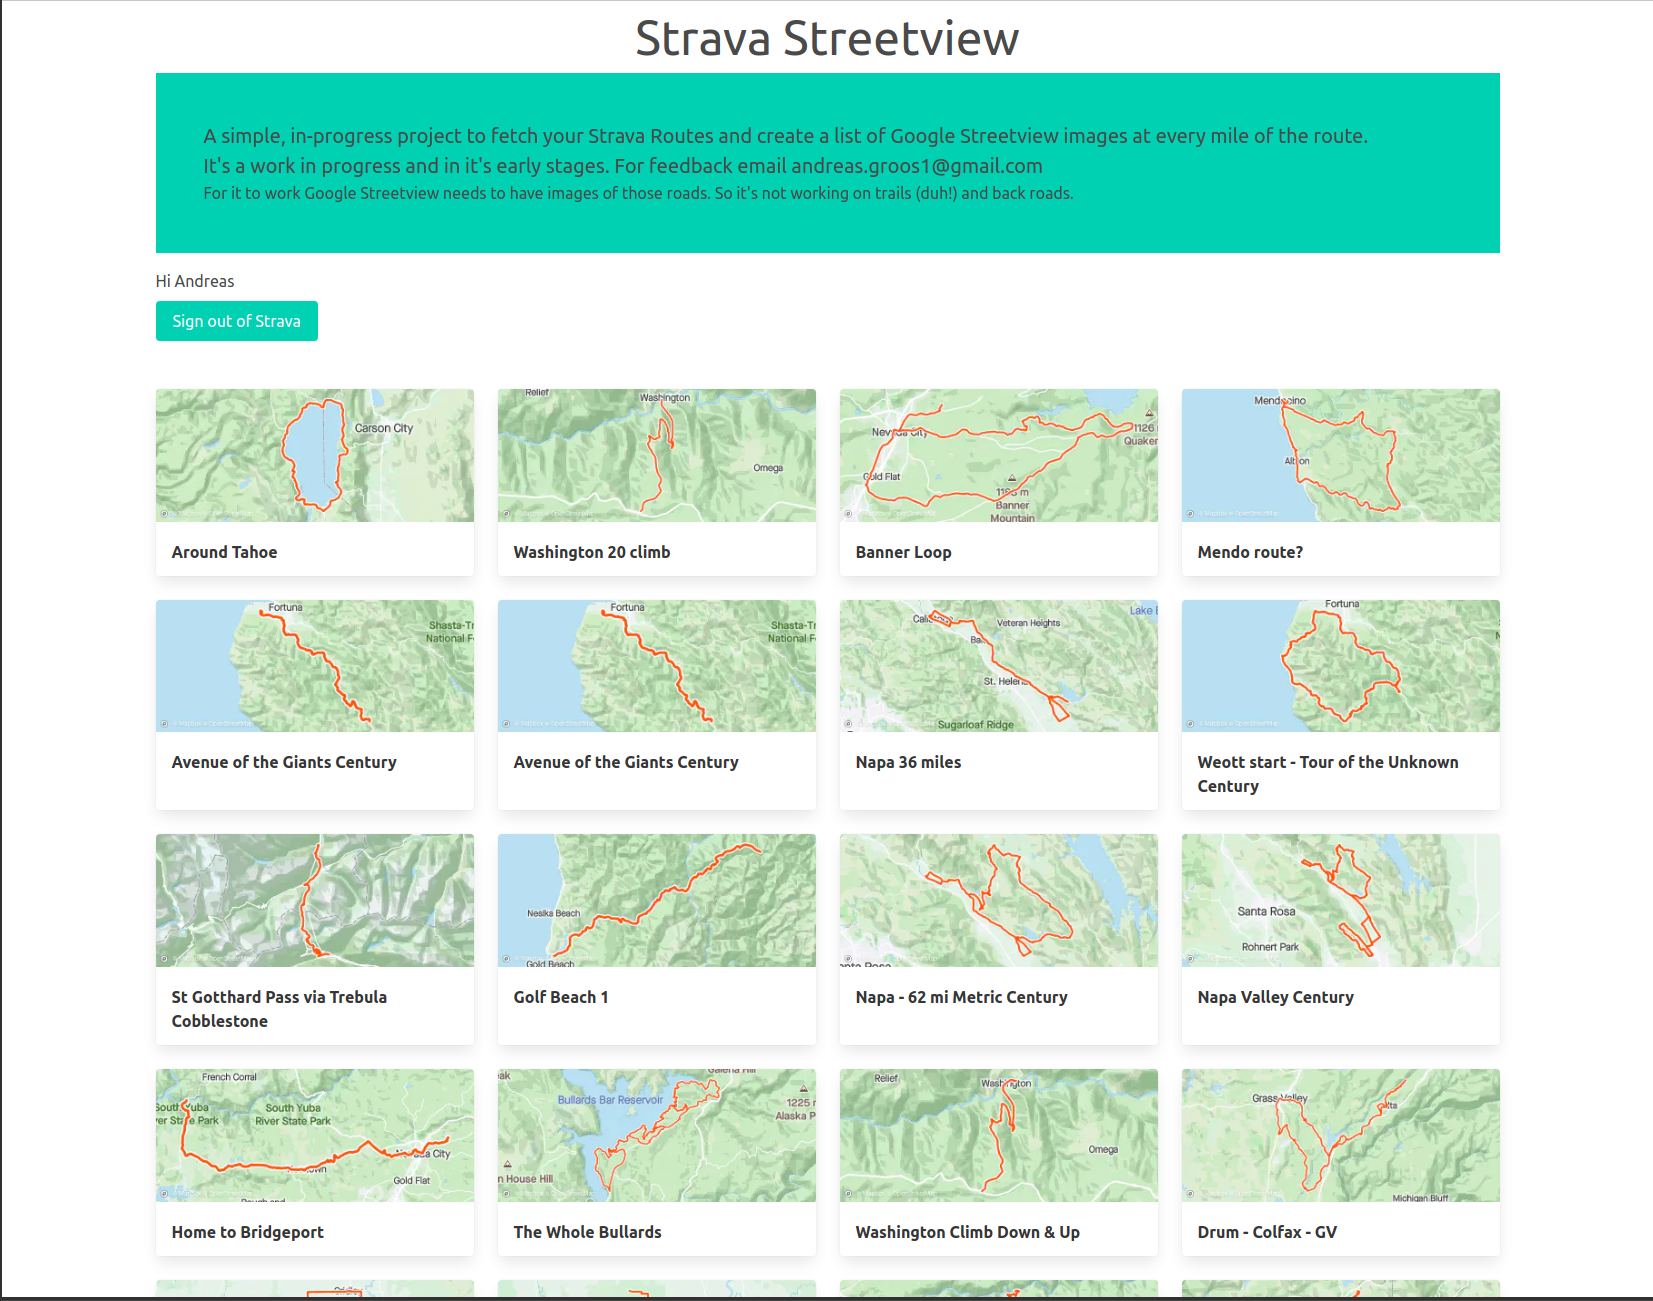 Strava Streetview
A simple, in-progress project to fetch your Strava Routes and create a list of Google Streetview images at every mile of the route.
It's a work in progress and in it's early stages. For feedback email andreas.groos1@gmail.com
For it to work Google Streetview needs to have images of those roads. So it's not working on trails (duh!) and back roads.
Hi Andreas
Sign out of Strava
Carson City
Around Tahoe
Relief
Washington
Omega
Washington 20 climb
Nevada City
Gold Flat
1126
Quaker
Banner
Mountain
Banner Loop
Mendocino
Albion
Mendo route?
Fortuna
Shasta-Tr
National F
Avenue of the Giants Century
Fortuna
Shasta-Tr
National F
Avenue of the Giants Century
Lake
Veteran Heights
St. Helena
Sugarloaf Ridge
Napa 36 miles
Fortuna
Weott start - Tour of the Unknown
Century
St Gotthard Pass via Trebula
Cobblestone
Nesika Beach
Gold Beach
Golf Beach 1
Napa - 62 mi Metric Century
Santa Rosa
Rohnert Park
Napa Valley Century
French Corral
South Yuba
River State Park
South Yuba
River State Park
Nevada City
Gold Flat
Home to Bridgeport
Galena Hill
Bullards Bar Reservoir
1225
Alaska P
n House Hill
The Whole Bullards
Relief
Washington
Omega
Washington Climb Down & Up
Grass Valley
Michigan Bluff
Drum - Colfax - GV